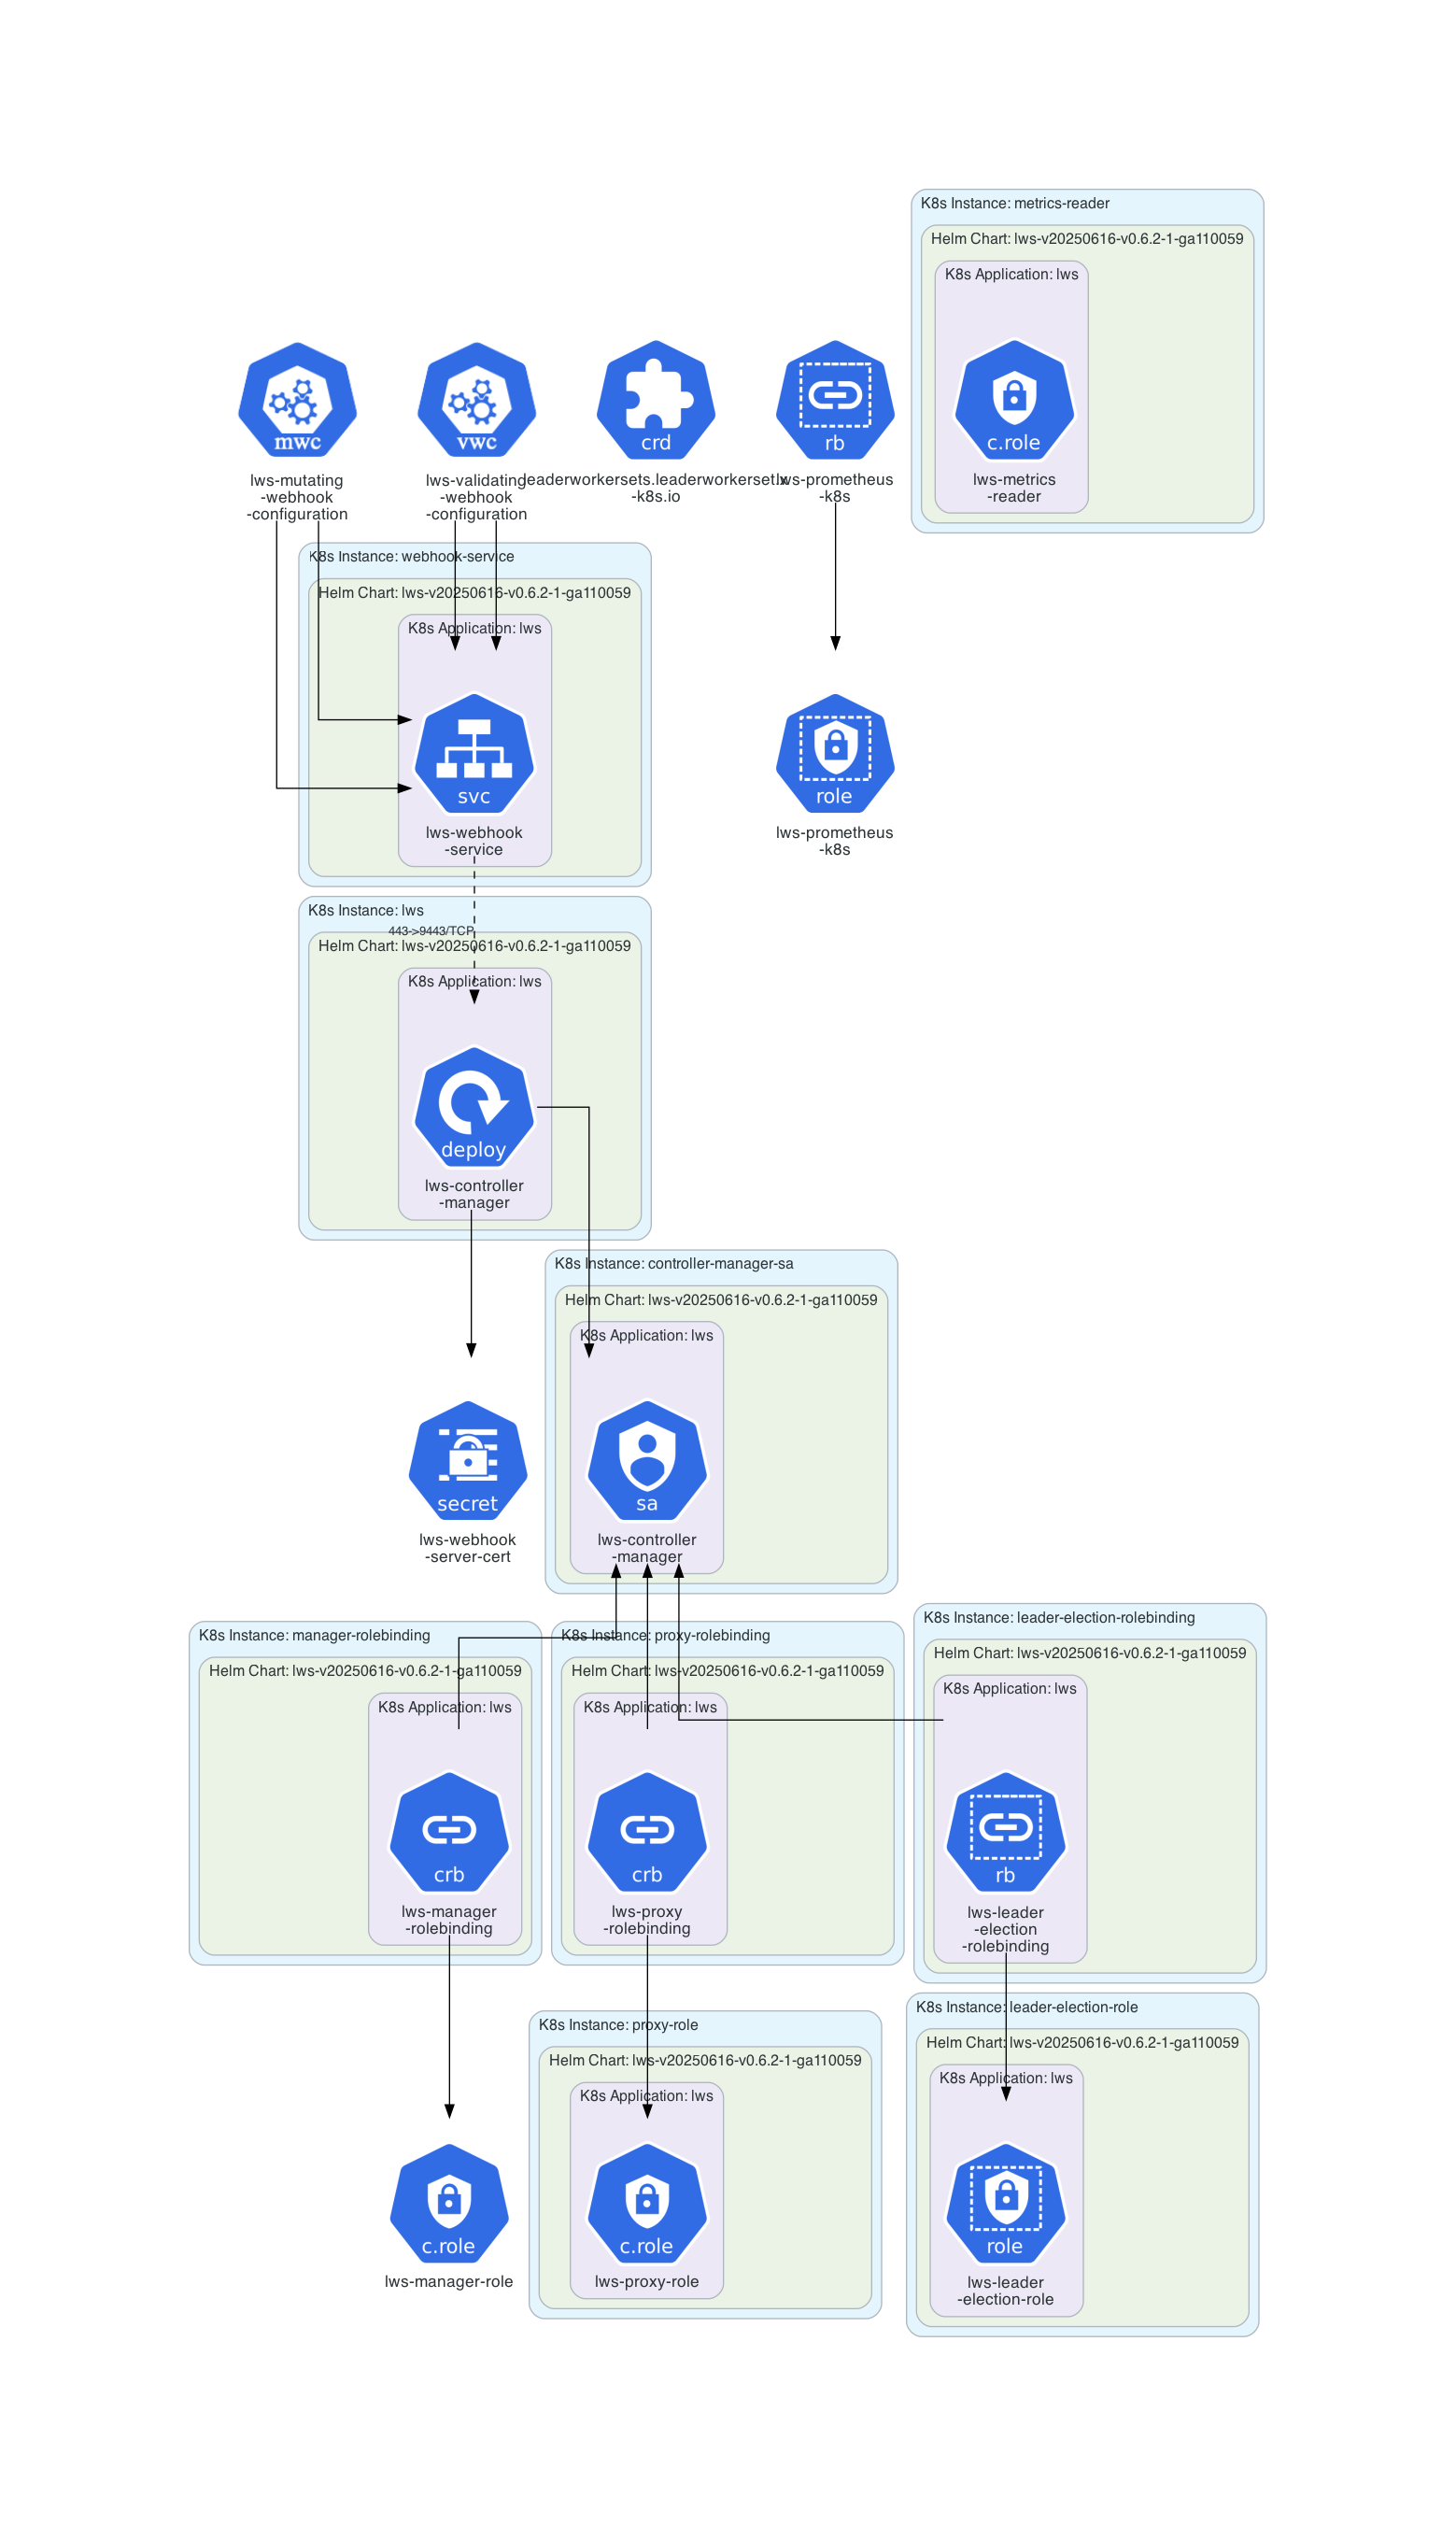 K8s Instance: metrics-reader
Helm Chart: lws-v20250616-v0.6.2-1-ga110059
K8s Application: lws
mwc
lws-mutating
-webhook
-configuration
vwc
lws-validating
-webhook
-configuration
crd
leaderworkersets.leaderworkerset.x
-k8s.io
rb
lws-prometheus
-k8s
c.role
lws-metrics
-reader
K8s Instance: webhook-service
Helm Chart: lws-v20250616-v0.6.2-1-ga110059
K8s Application: lws
svc
lws-webhook
-service
role
lws-prometheus
-k8s
K8s Instance: lws
443->9443/TCP
Helm Chart: lws-v20250616-v0.6.2-1-ga110059
K8s Application: lws
deploy
lws-controller
-manager
K8s Instance: controller-manager-sa
Helm Chart: lws-v20250616-v0.6.2-1-ga110059
K8s Application: lws
secret
lws-webhook
-server-cert
sa
lws-controller
-manager
K8s Instance: manager-rolebinding
Helm Chart: lws-v20250616-v0.6.2-1-ga110059
K8s Application: lws
crb
lws-manager
-rolebinding
K8s Instance: proxy-rolebinding
Helm Chart: lws-v20250616-v0.6.2-1-ga110059
K8s Application: lws
crb
lws-proxy
-rolebinding
K8s Instance: leader-election-rolebinding
Helm Chart: lws-v20250616-v0.6.2-1-ga110059
K8s Application: lws
rb
lws-leader
-election
-rolebinding
c.role
lws-manager-role
K8s Instance: proxy-role
Helm Chart: lws-v20250616-v0.6.2-1-ga110059
K8s Application: lws
c.role
lws-proxy-role
K8s Instance: leader-election-role
Helm Chart: lws-v20250616-v0.6.2-1-ga110059
K8s Application: lws
role
lws-leader
-election-role